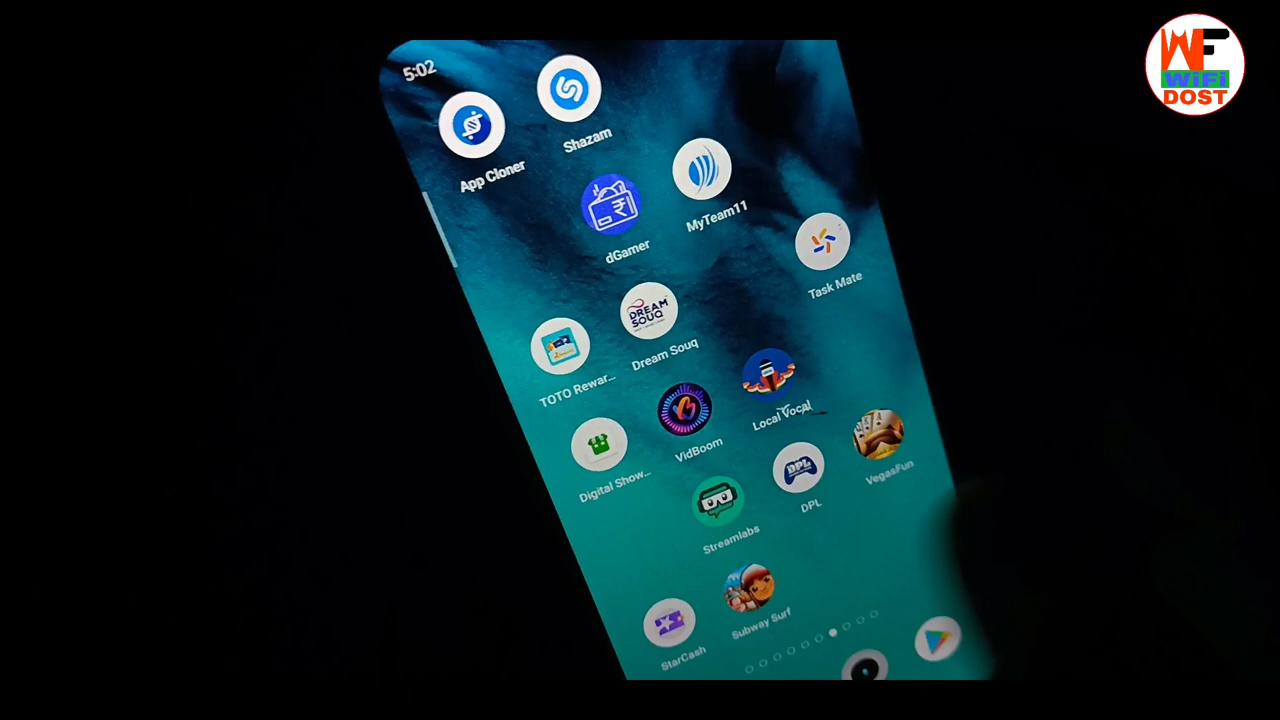 5:02
WF
WiFi
DOST
App Cloner
Shazam
dGamer
MyTeam11
Task Mate
TOTO Rewar...
DREAM
SOUQ
Dream Souq
Digital Show...
VidBoom
Local Vocal
Streamlabs
DPL
DPL
VegasFun
StarCash
Subway Surf